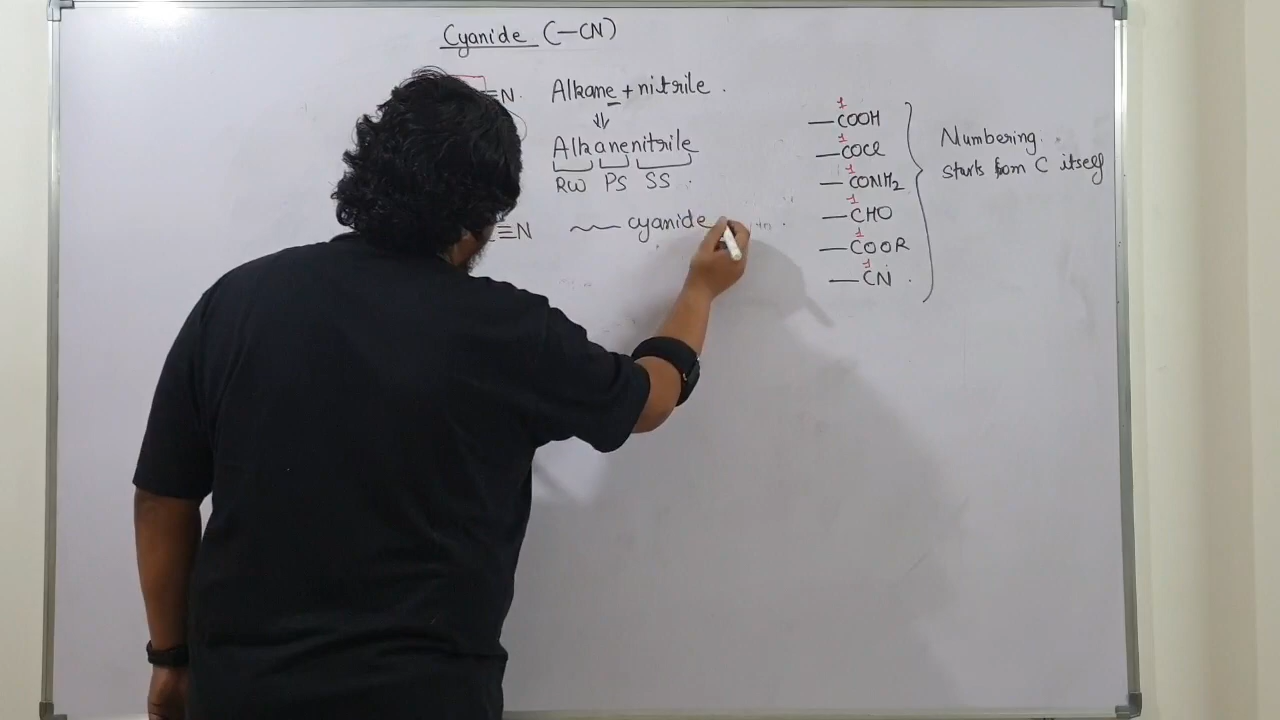 Cyanide (—CN)
≡N. Alkane + nitrile .
⇓
Alkanenitrile
RW PS SS .
C≡N cyanide
1
—COOH
1
—COCl
1
—CONH₂
1
—CHO
1
—COOR
1
—CN .
Numbering.
starts from C itself